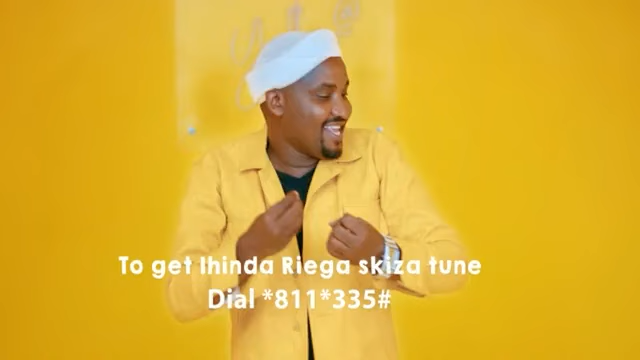 To get Ihinda Riega skiza tune
Dial *811*335#